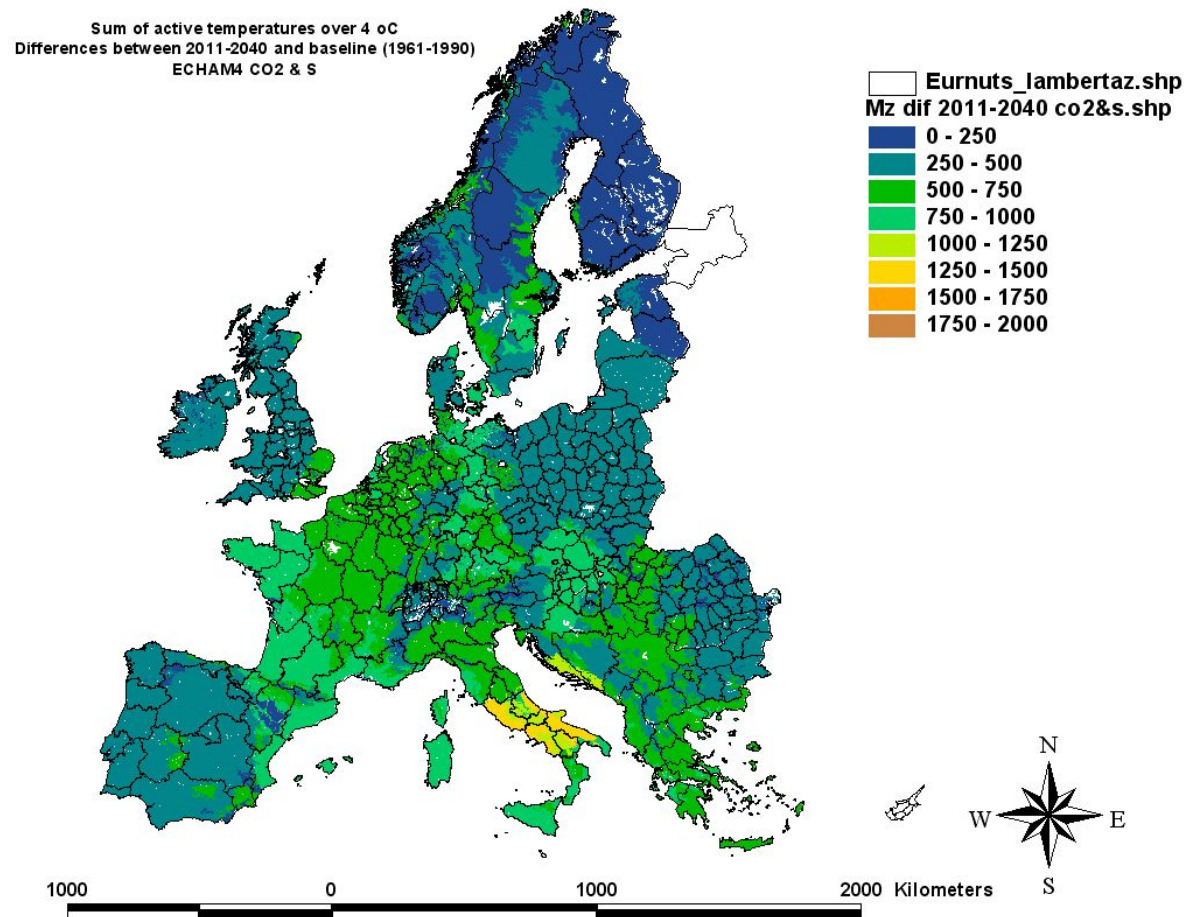 Sum of active temperatures over 4 oC
Differences between 2011-2040 and baseline (1961-1990)
ECHAM4 CO2 & S
Eurnuts_lambertaz.shp
Mz dif 2011-2040 co2&s.shp
0 - 250
250 - 500
500 - 750
750 - 1000
1000 - 1250
1250 - 1500
1500 - 1750
1750 - 2000
N
W E
S
1000 0 1000 2000 Kilometers